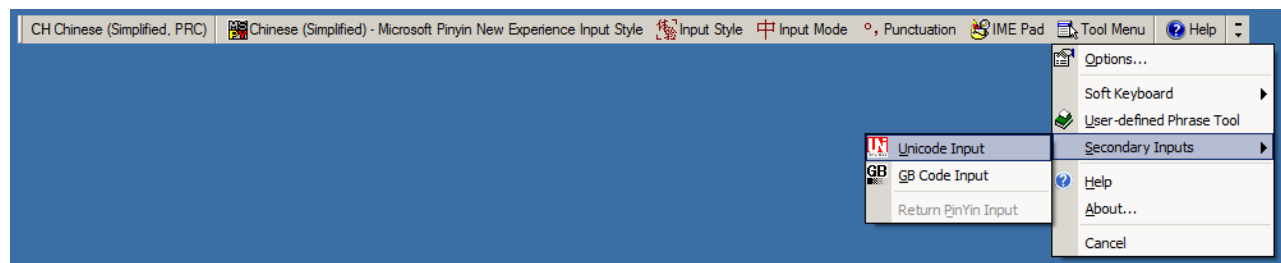 CH Chinese (Simplified, PRC) Chinese (Simplified) - Microsoft Pinyin New Experience Input Style Input Style 中 Input Mode °, Punctuation IME Pad Tool Menu Help
Options...
Soft Keyboard
User-defined Phrase Tool
Secondary Inputs
Help
About...
Cancel
Unicode Input
GB GB Code Input
Return PinYin Input